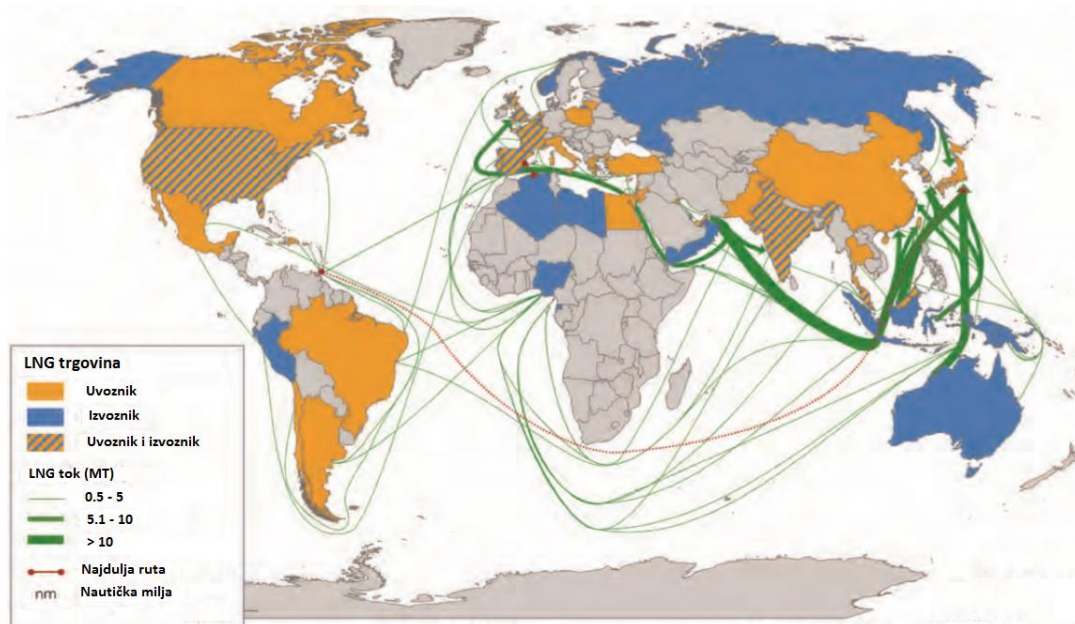 LNG trgovina
Uvoznik
Izvoznik
Uvoznik i izvoznik
LNG tok (MT)
0.5 - 5
5.1 - 10
> 10
Najdulja ruta
nm Nautička milja